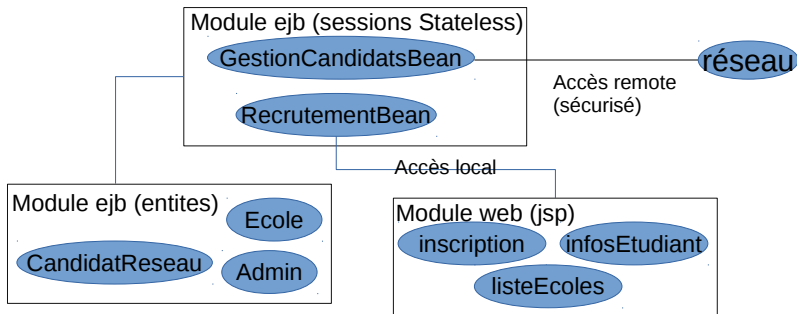 Module ejb (sessions Stateless)
GestionCandidatsBean
réseau
Accès remote
(sécurisé)
RecrutementBean
Accès local
Module ejb (entites)
Ecole
CandidatReseau
Admin
Module web (jsp)
inscription
infosEtudiant
listeEcoles